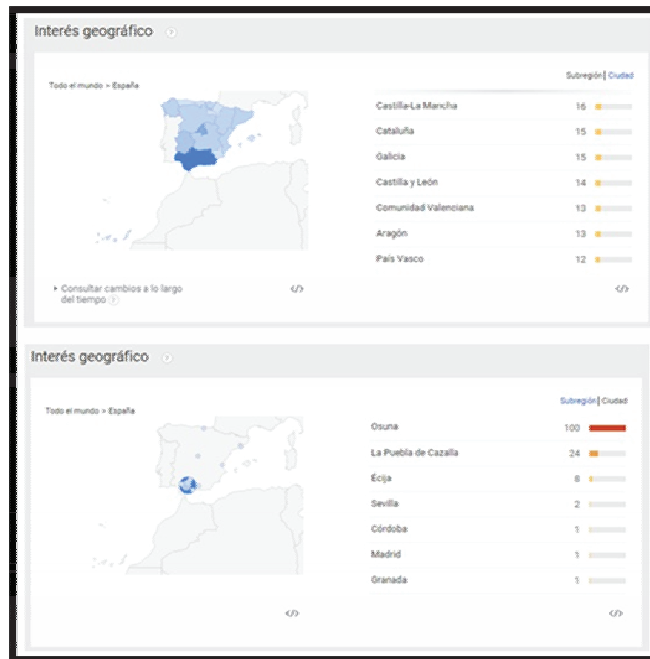 Interés geográfico ?
Subregión | Ciudad
Todo el mundo > España
Castilla-La Mancha 16
Cataluña 15
Galicia 15
Castilla y León 14
Comunidad Valenciana 13
Aragón 13
País Vasco 12
Consultar cambios a lo largo
del tiempo ?
</>
</>
Interés geográfico ?
Subregión | Ciudad
Todo el mundo > España
Osuna 100
La Puebla de Cazalla 24
Ecija 8
Sevilla 2
Córdoba 1
Madrid 1
Granada 1
</>
</>